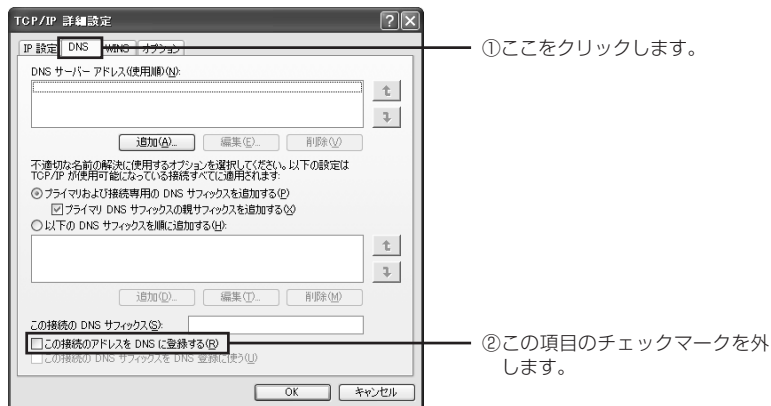 TCP/IP 詳細設定
IP 設定 DNS WINS オプション
①ここをクリックします。
DNS サーバー アドレス(使用順)(N):
追加(A)... 編集(E)... 削除(V)
不適切な名前の解決に使用するオプションを選択してください。以下の設定は
TCP/IP が使用可能になっている接続すべてに適用されます:
プライマリおよび接続専用の DNS サフィックスを追加する(P)
プライマリ DNS サフィックスの親サフィックスを追加する(X)
以下の DNS サフィックスを順に追加する(H):
追加(D)... 編集(T)... 削除(M)
この接続の DNS サフィックス(S):
この接続のアドレスを DNS に登録する(R)
②この項目のチェックマークを外
します。
この接続の DNS サフィックスを DNS 登録に使う(U)
OK キャンセル